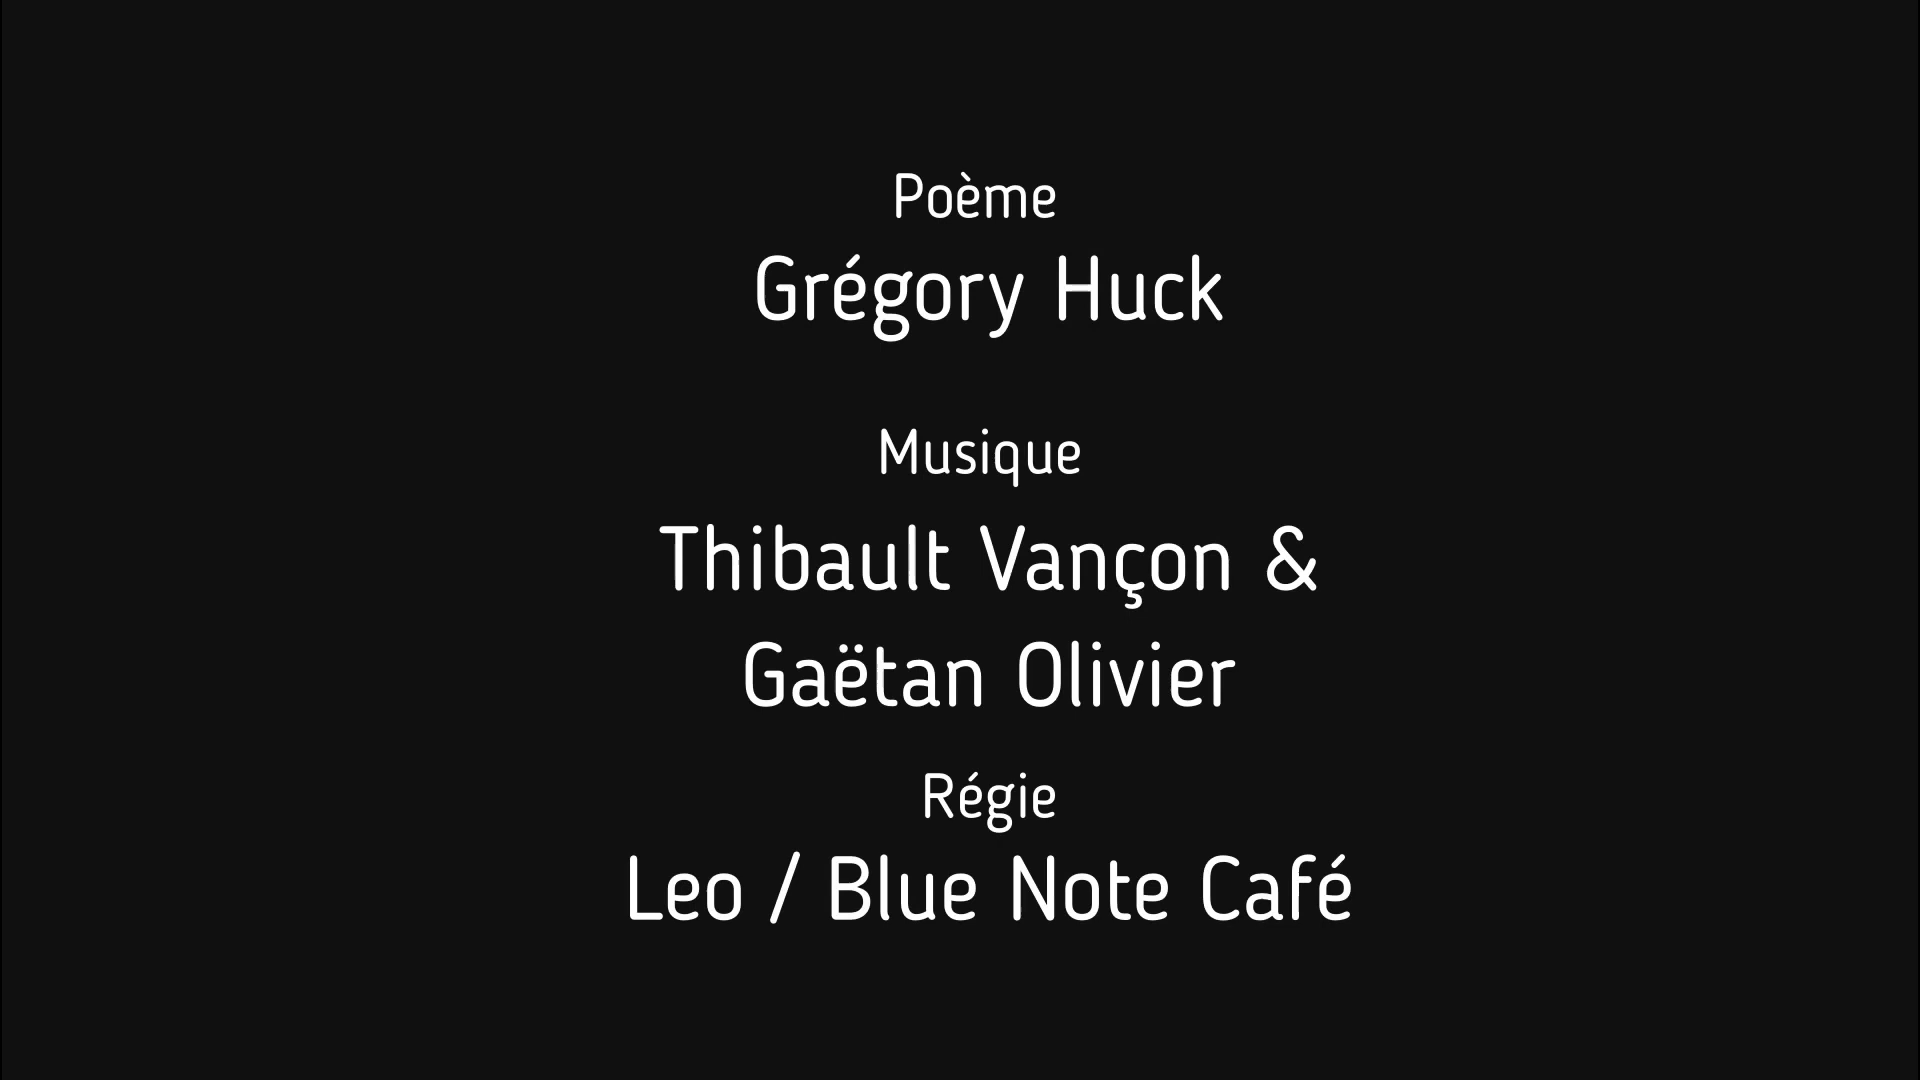 Poème
Grégory Huck
Musique
Thibault Vançon &
Gaëtan Olivier
Régie
Leo / Blue Note Café